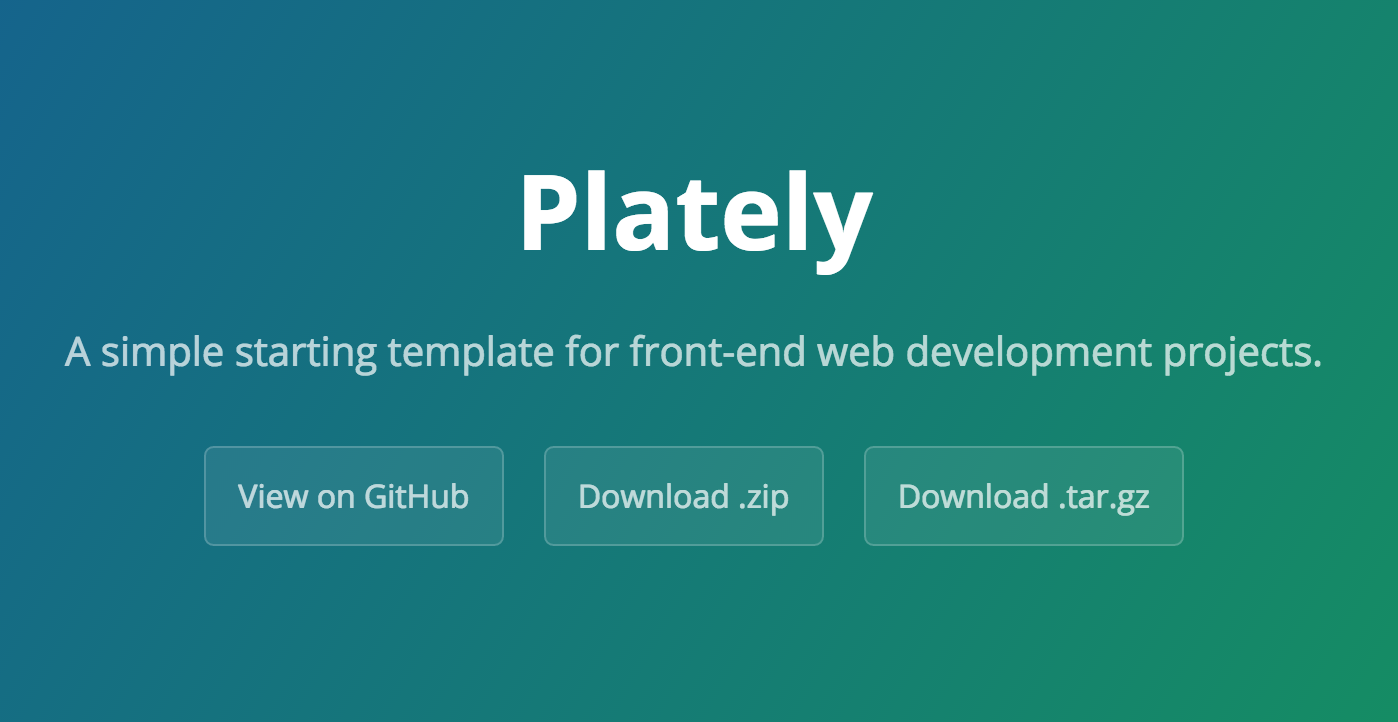 Plately
A simple starting template for front-end web development projects.
View on GitHub
Download .zip
Download .tar.gz